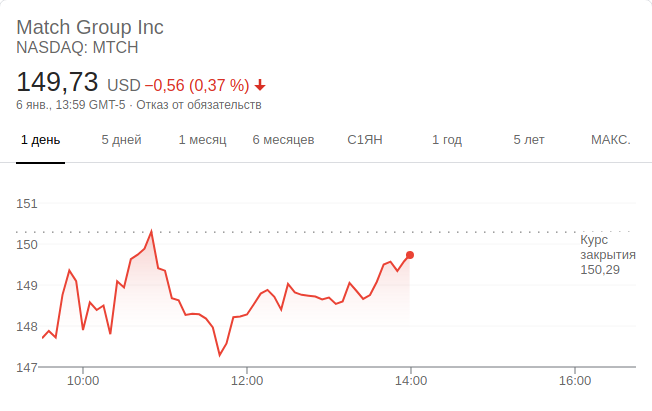 Match Group Inc
NASDAQ: MTCH
149,73 USD −0,56 (0,37 %)
6 янв., 13:59 GMT-5 · Отказ от обязательств
1 день 5 дней 1 месяц 6 месяцев С1ЯН 1 год 5 лет МАКС.
151
150
149
148
147
Курс
закрытия
150,29
10:00 12:00 14:00 16:00